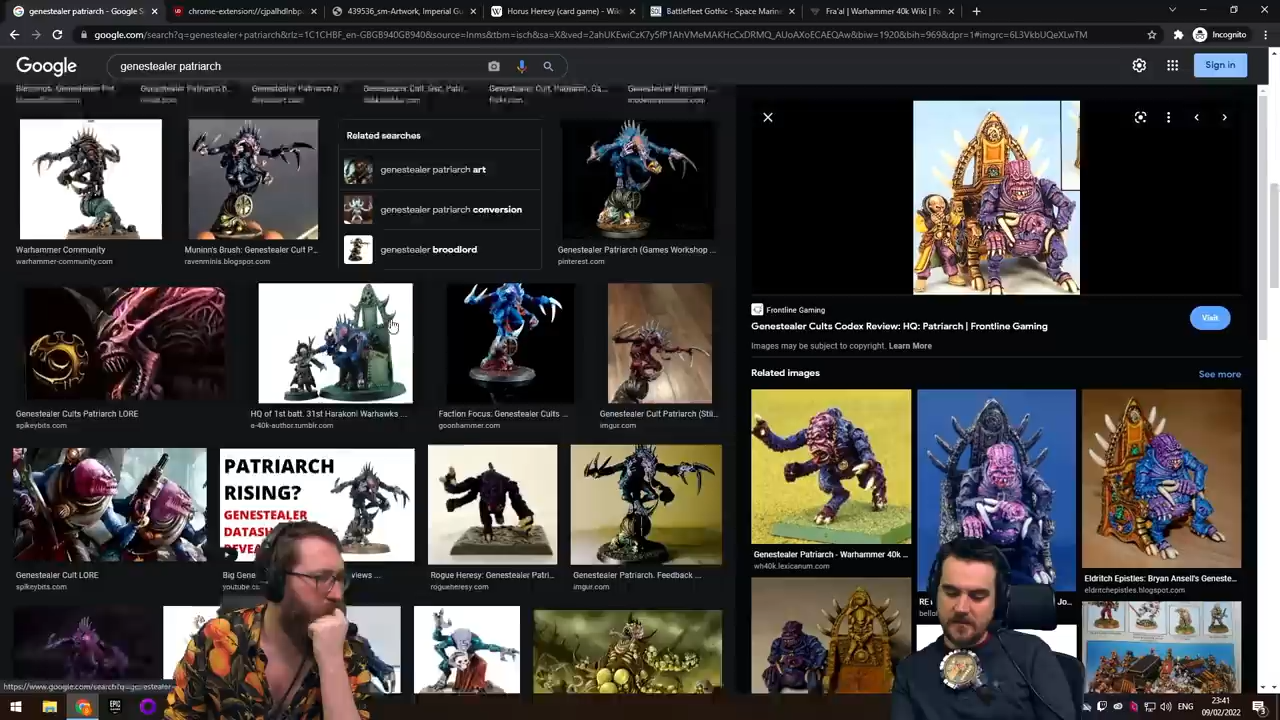 genestealer patriarch - Google S
chrome-extension://cjpalhdlnbp
439536_sm-Artwork, Imperial Gu
Horus Heresy (card game) - Wiki
Battlefleet Gothic - Space Marin
Fra'al | Warhammer 40k Wiki | F
Incognito
Google
genestealer patriarch
Sign in
Related searches
genestealer patriarch art
genestealer patriarch conversion
genestealer broodlord
Warhammer Community
warhammer-community.com
Muninn's Brush: Genestealer Cult P...
ravenminis.blogspot.com
Genestealer Patriarch (Games Workshop ...
pinterest.com
Genestealer Cults Patriarch LORE
spikeybits.com
HQ of 1st batt. 31st Harakoni Warhawks ...
a-40k-author.tumblr.com
Faction Focus: Genestealer Cults ...
goonhammer.com
Genestealer Cult Patriarch (Sti...
imgur.com
PATRIARCH
RISING?
GENESTEALER
Genestealer Cult LORE
spikeybits.com
Big Gene
youtube.c
views ...
Rogue Heresy: Genestealer Patri...
rogueheresy.com
Genestealer Patriarch. Feedback ...
imgur.com
Frontline Gaming
Genestealer Cults Codex Review: HQ: Patriarch | Frontline Gaming
Visit
Images may be subject to copyright. Learn More
Related images
See more
Genestealer Patriarch - Warhammer 40k ...
wh40k.lexicanum.com
Eldritch Epistles: Bryan Ansell's Geneste...
eldritchepistles.blogspot.com
EPIC
23:41
09/02/2022